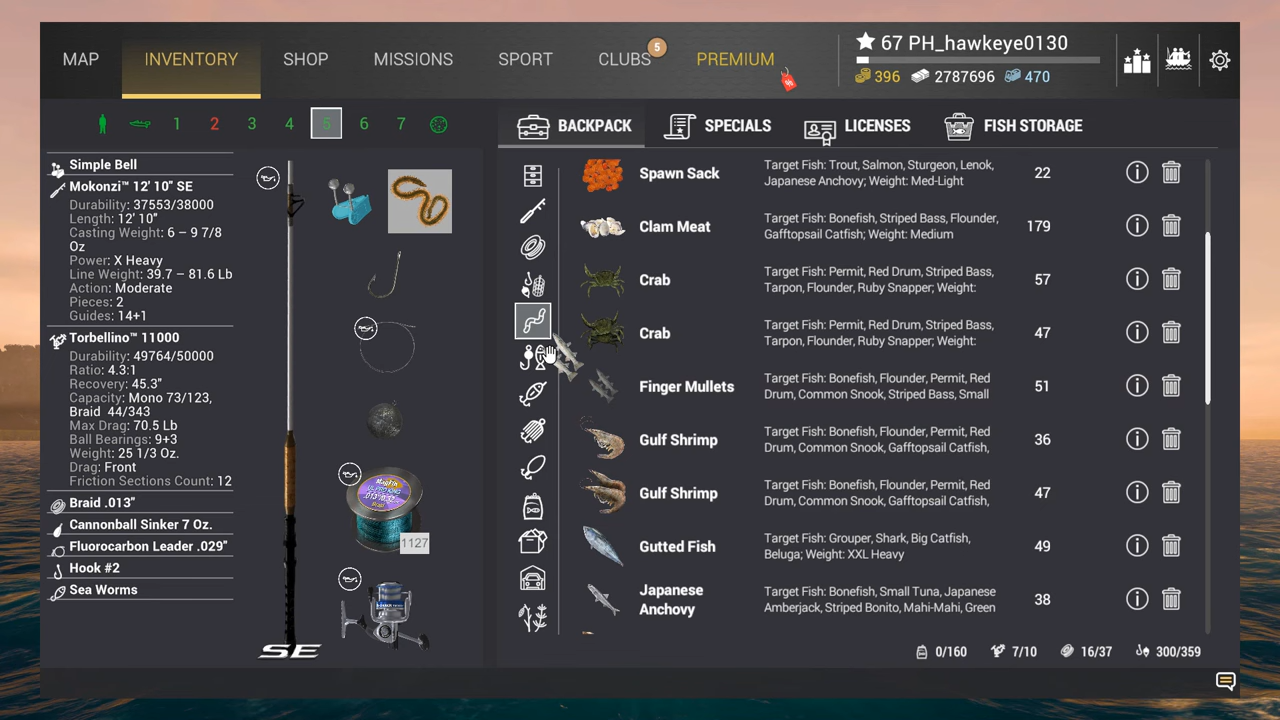 MAP
INVENTORY
SHOP
MISSIONS
SPORT
CLUBS
5
PREMIUM
67 PH_hawkeye0130
396
2787696
470
1
2
3
4
5
6
7
BACKPACK
SPECIALS
LICENSES
FISH STORAGE
Simple Bell
Mokonzi™ 12' 10" SE
Durability: 37553/38000
Length: 12' 10"
Casting Weight: 6 – 9 7/8
Oz
Power: X Heavy
Line Weight: 39.7 – 81.6 Lb
Action: Moderate
Pieces: 2
Guides: 14+1
Torbellino™ 11000
Durability: 49764/50000
Ratio: 4.3:1
Recovery: 45.3"
Capacity: Mono 73/123,
Braid 44/343
Max Drag: 70.5 Lb
Ball Bearings: 9+3
Weight: 25 1/3 Oz.
Drag: Front
Friction Sections Count: 12
Braid .013"
Cannonball Sinker 7 Oz.
Fluorocarbon Leader .029"
Hook #2
Sea Worms
MagFin
1127
SE
Spawn Sack
Target Fish: Trout, Salmon, Sturgeon, Lenok,
Japanese Anchovy; Weight: Med-Light
22
Clam Meat
Target Fish: Bonefish, Striped Bass, Flounder,
Gafftopsail Catfish; Weight: Medium
179
Crab
Target Fish: Permit, Red Drum, Striped Bass,
Tarpon, Flounder, Ruby Snapper; Weight:
57
Crab
Target Fish: Permit, Red Drum, Striped Bass,
Tarpon, Flounder, Ruby Snapper; Weight:
47
Finger Mullets
Target Fish: Bonefish, Flounder, Permit, Red
Drum, Common Snook, Striped Bass, Small
51
Gulf Shrimp
Target Fish: Bonefish, Flounder, Permit, Red
Drum, Common Snook, Gafftopsail Catfish,
36
Gulf Shrimp
Target Fish: Bonefish, Flounder, Permit, Red
Drum, Common Snook, Gafftopsail Catfish,
47
Gutted Fish
Target Fish: Grouper, Shark, Big Catfish,
Beluga; Weight: XXL Heavy
49
Japanese
Anchovy
Target Fish: Bonefish, Small Tuna, Japanese
Amberjack, Striped Bonito, Mahi-Mahi, Green
38
0/160
7/10
16/37
300/359